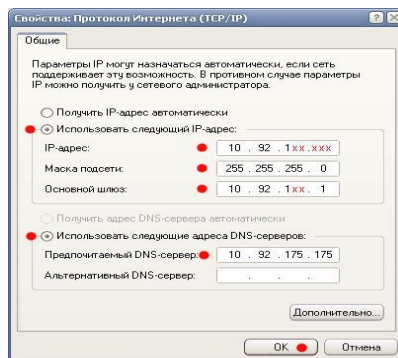 Свойства: Протокол Интернета (TCP/IP)
Общие
Параметры IP могут назначаться автоматически, если сеть
поддерживает эту возможность. В противном случае параметры
IP можно получить у сетевого администратора.
Получить IP-адрес автоматически
Использовать следующий IP-адрес:
IP-адрес: 10 . 92 . 1xx.xxx
Маска подсети: 255 . 255 . 255 . 0
Основной шлюз: 10 . 92 . 1xx . 1
Получить адрес DNS-сервера автоматически
Использовать следующие адреса DNS-серверов:
Предпочитаемый DNS-сервер: 10 . 92 . 175 . 175
Альтернативный DNS-сервер: . . .
Дополнительно...
OK Отмена